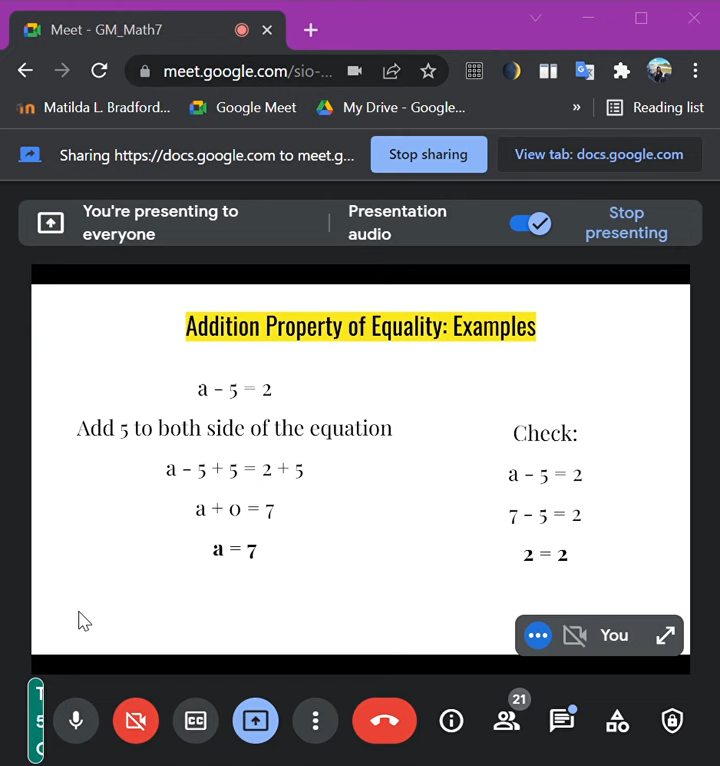 Meet - GM_Math7
meet.google.com/sio-...
Matilda L. Bradford...
Google Meet
My Drive - Google...
»
Reading list
Sharing https://docs.google.com to meet.g...
Stop sharing
View tab: docs.google.com
You're presenting to
everyone
Presentation
audio
Stop
presenting
Addition Property of Equality: Examples
a - 5 = 2
Add 5 to both side of the equation
a - 5 + 5 = 2 + 5
a + 0 = 7
a = 7
Check:
a - 5 = 2
7 - 5 = 2
2 = 2
You
CC
21